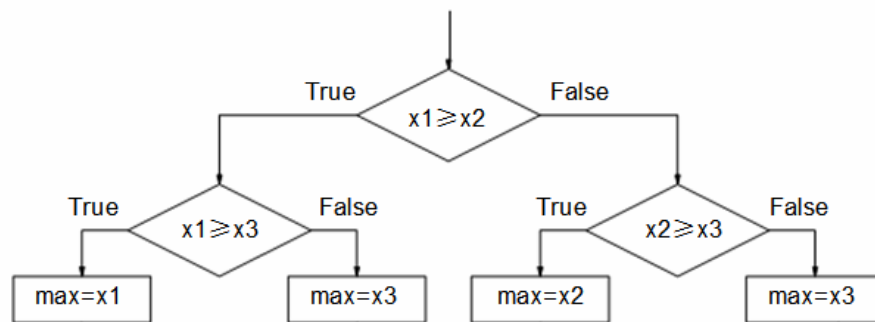 True False
x1≥x2
True False True False
x1≥x3 x2≥x3
max=x1 max=x3 max=x2 max=x3